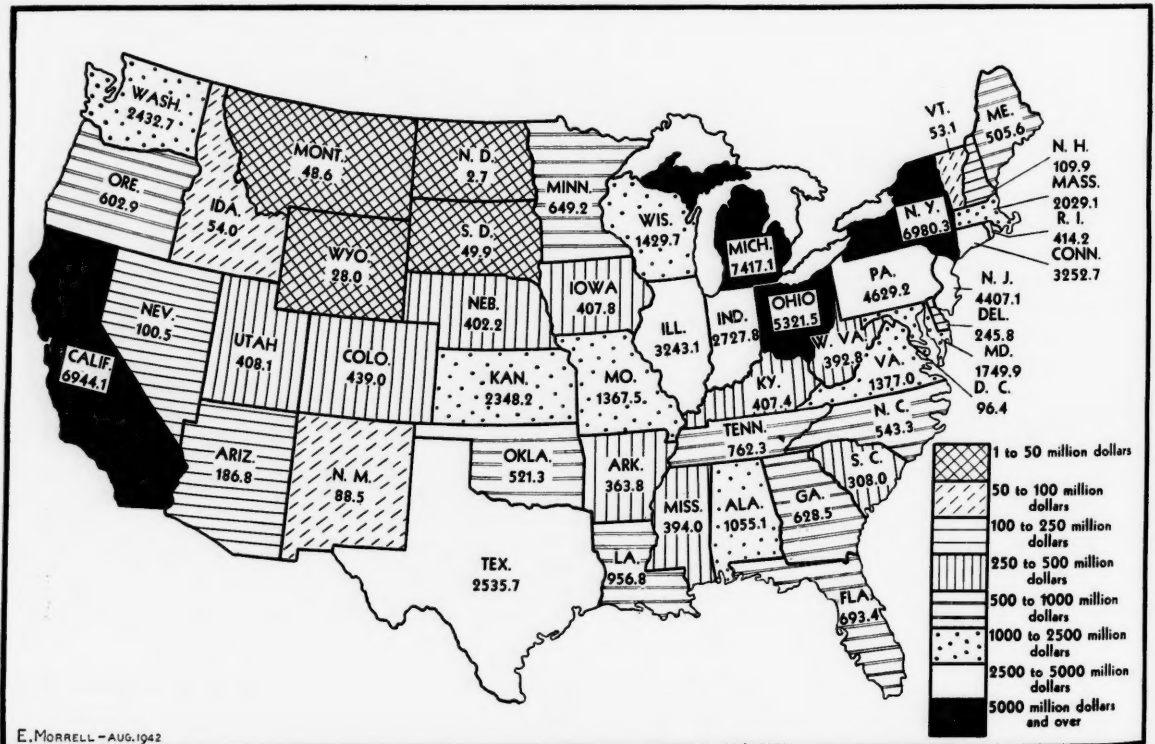 WASH.
2432.7
ORE.
602.9
CALIF.
6944.1
IDA.
54.0
NEV.
100.5
MONT.
48.6
WYO.
28.0
UTAH
408.1
ARIZ.
186.8
COLO.
439.0
N. M.
88.5
N. D.
2.7
S. D.
49.9
NEB.
402.2
KAN.
2348.2
OKLA.
521.3
TEX.
2535.7
MINN.
649.2
IOWA
407.8
MO.
1367.5
ARK.
363.8
LA.
956.8
WIS.
1429.7
ILL.
3243.1
MICH.
7417.1
IND.
2727.8
OHIO
5321.5
KY.
407.4
TENN.
762.3
MISS.
394.0
ALA.
1055.1
GA.
628.5
FLA.
693.4
S. C.
308.0
N. C.
543.3
VA.
1377.0
W. VA.
392.8
PA.
4629.2
N. Y.
6980.3
VT.
53.1
ME.
505.6
N. H.
109.9
MASS.
2029.1
R. I.
414.2
CONN.
3252.7
N. J.
4407.1
DEL.
245.8
MD.
1749.9
D. C.
96.4
1 to 50 million dollars
50 to 100 million
dollars
100 to 250 million
dollars
250 to 500 million
dollars
500 to 1000 million
dollars
1000 to 2500 million
dollars
2500 to 5000 million
dollars
5000 million dollars
and over
E. MORRELL – AUG. 1942